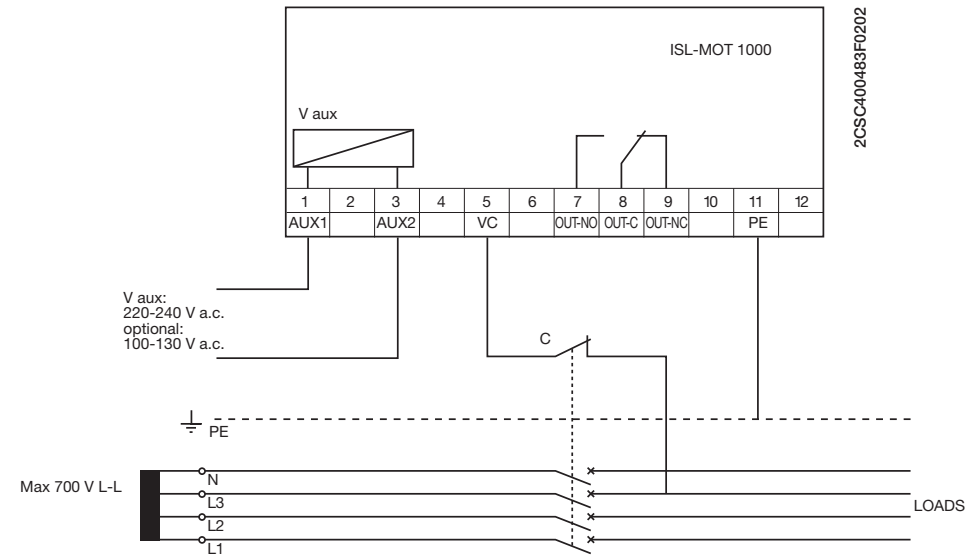 ISL-MOT 1000
2CSC400483F0202
V aux
1 2 3 4 5 6 7 8 9 10 11 12
AUX1 AUX2 VC OUT-NO OUT-C OUT-NC PE
V aux:
220-240 V a.c.
optional:
100-130 V a.c.
C
PE
Max 700 V L-L
N
L3
L2
L1
LOADS